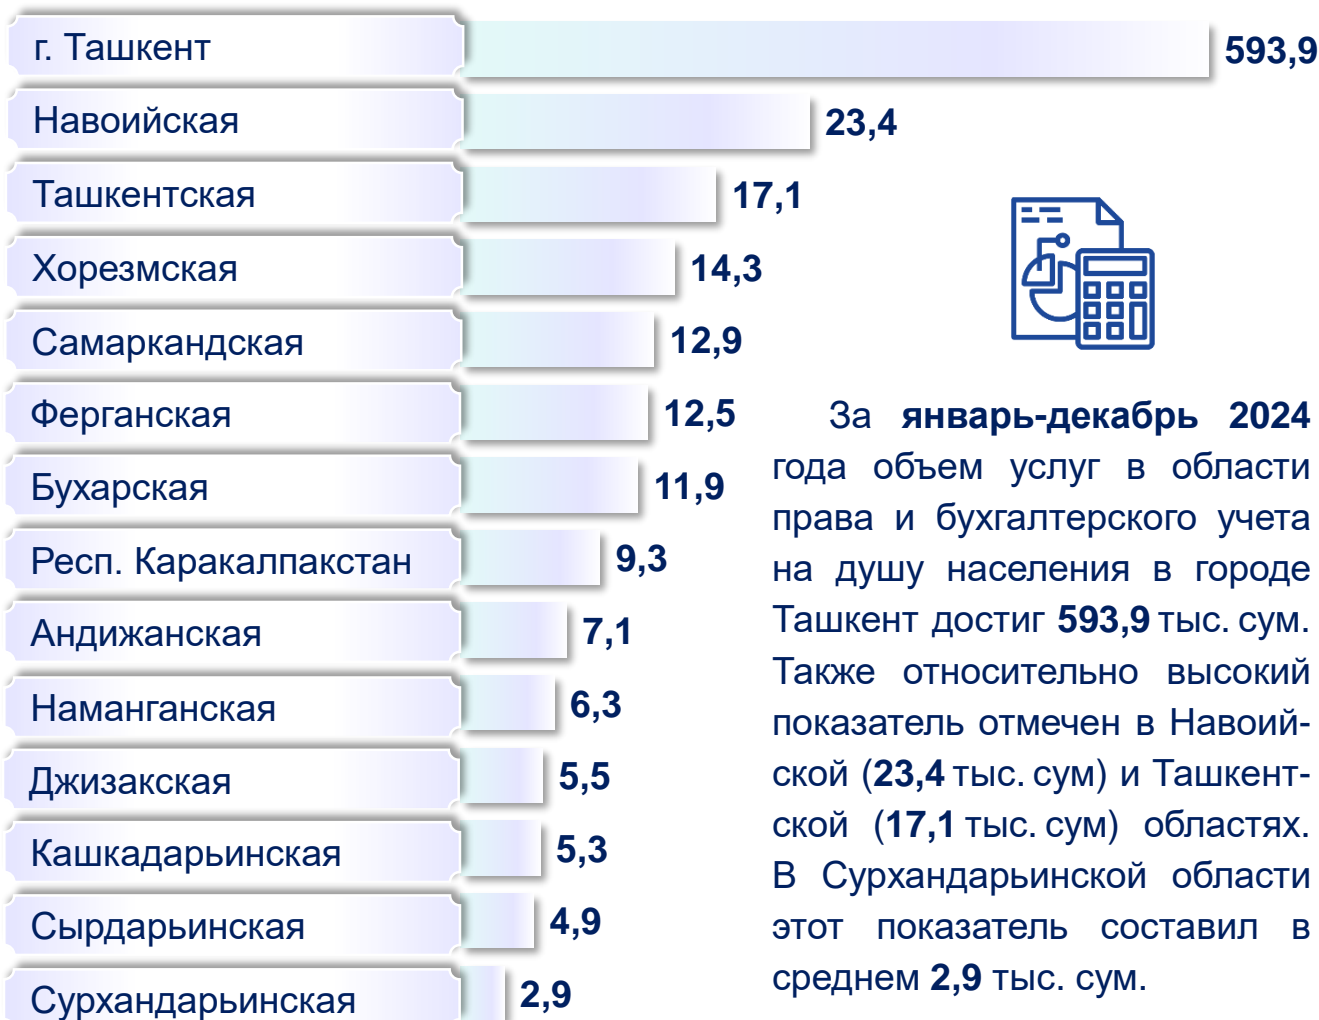 г. Ташкент 593,9
Навоийская 23,4
Ташкентская 17,1
Хорезмская 14,3
Самаркандская 12,9
Ферганская 12,5
Бухарская 11,9
Респ. Каракалпакстан 9,3
Андижанская 7,1
Наманганская 6,3
Джизакская 5,5
Кашкадарьинская 5,3
Сырдарьинская 4,9
Сурхандарьинская 2,9
За январь-декабрь 2024
года объем услуг в области
права и бухгалтерского учета
на душу населения в городе
Ташкент достиг 593,9 тыс. сум.
Также относительно высокий
показатель отмечен в Навоий-
ской (23,4 тыс. сум) и Ташкент-
ской (17,1 тыс. сум) областях.
В Сурхандарьинской области
этот показатель составил в
среднем 2,9 тыс. сум.